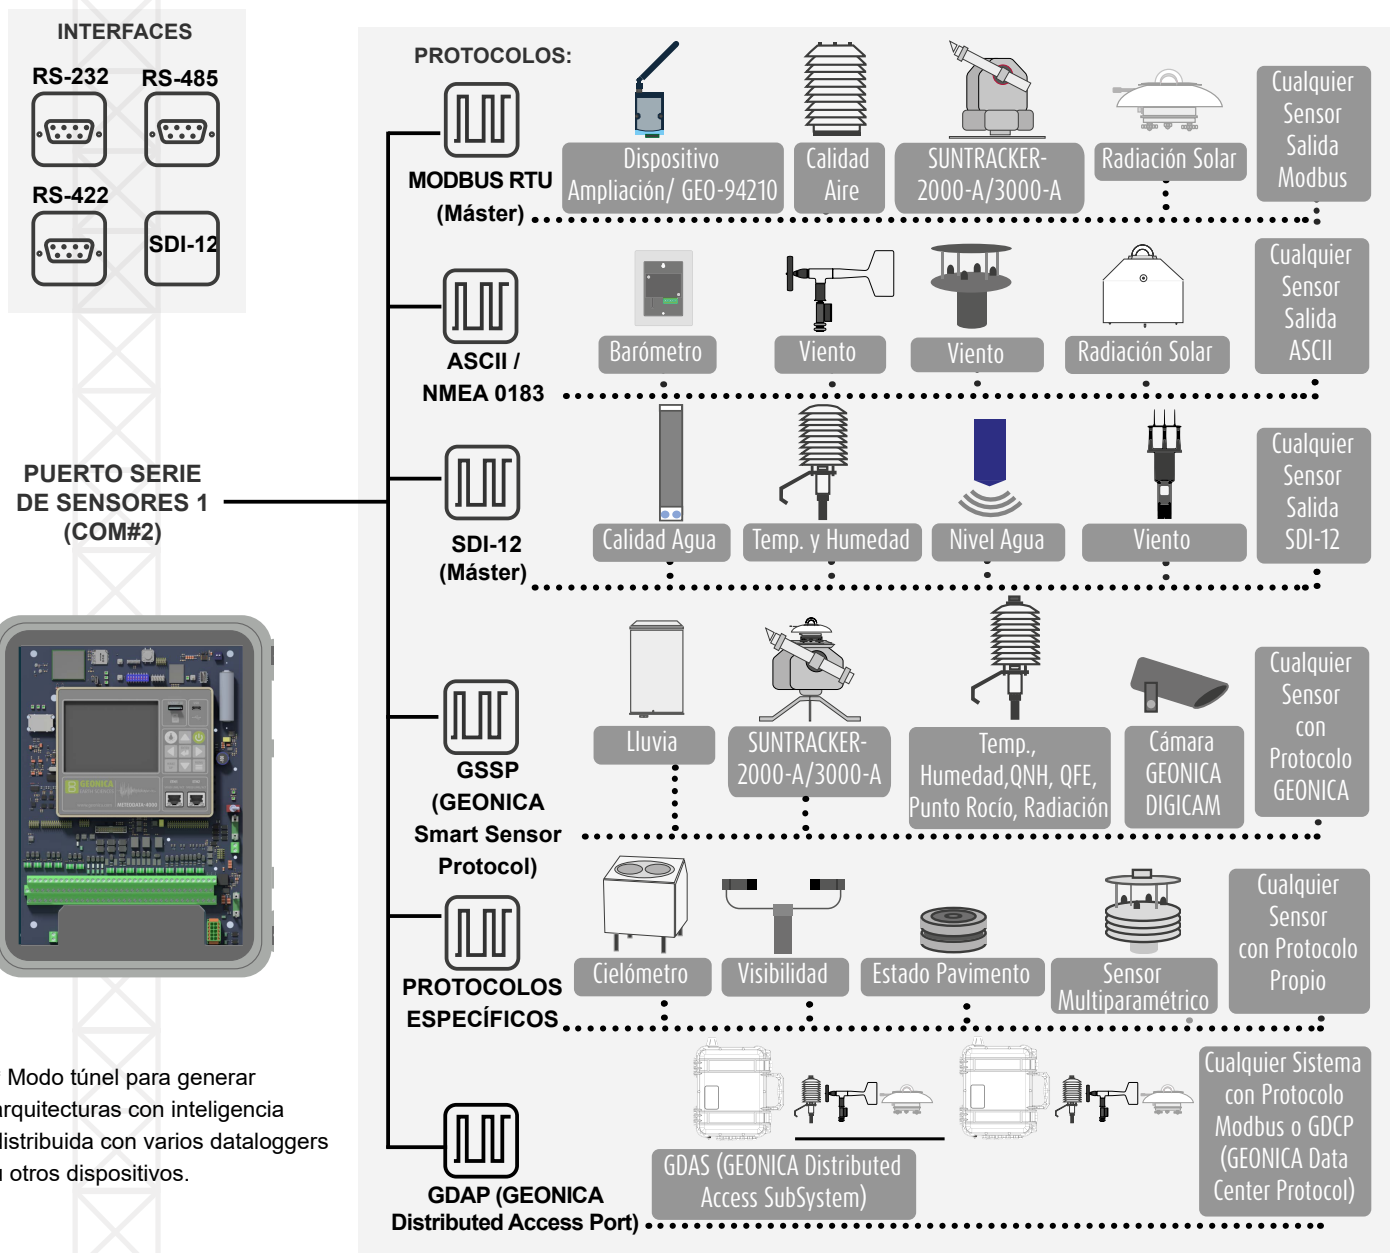 INTERFACES
RS-232
RS-485
RS-422
SDI-12
PUERTO SERIE
DE SENSORES 1
(COM#2)
GEONICA
METEODATA-4000
Modo túnel para generar
arquitecturas con inteligencia
distribuida con varios dataloggers
u otros dispositivos.
PROTOCOLOS:
MODBUS RTU
(Máster)
Dispositivo
Ampliación/ GEO-94210
Calidad
Aire
SUNTRACKER-
2000-A/3000-A
Radiación Solar
Cualquier
Sensor
Salida
Modbus
ASCII /
NMEA 0183
Barómetro
Viento
Viento
Radiación Solar
Cualquier
Sensor
Salida
ASCII
SDI-12
(Máster)
Calidad Agua
Temp. y Humedad
Nivel Agua
Viento
Cualquier
Sensor
Salida
SDI-12
GSSP
(GEONICA
Smart Sensor
Protocol)
Lluvia
SUNTRACKER-
2000-A/3000-A
Temp.,
Humedad,QNH, QFE,
Punto Rocío, Radiación
Cámara
GEONICA
DIGICAM
Cualquier
Sensor
con
Protocolo
GEONICA
PROTOCOLOS
ESPECÍFICOS
Cielómetro
Visibilidad
Estado Pavimento
Sensor
Multiparamétrico
Cualquier
Sensor
con Protocolo
Propio
GDAP (GEONICA
Distributed Access Port)
GDAS (GEONICA Distributed
Access SubSystem)
Cualquier Sistema
con Protocolo
Modbus o GDCP
(GEONICA Data
Center Protocol)